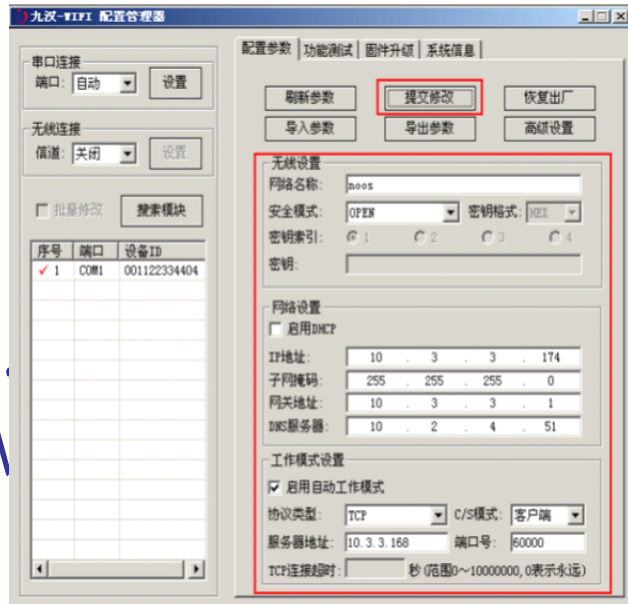 九汉-WIFI 配置管理器
串口连接
端口: 自动 设置
无线连接
信道: 关闭 设置
批量修改 搜索模块
序号 端口 设备ID
1 COM1 001122334404
配置参数 功能测试 固件升级 系统信息
刷新参数 提交修改 恢复出厂
导入参数 导出参数 高级设置
无线设置
网络名称: noos
安全模式: OPEN 密钥格式: HEX
密钥索引: 1 2 3 4
密钥:
网络设置
启用DHCP
IP地址: 10 . 3 . 3 . 174
子网掩码: 255 . 255 . 255 . 0
网关地址: 10 . 3 . 3 . 1
DNS服务器: 10 . 2 . 4 . 51
工作模式设置
启用自动工作模式
协议类型: TCP C/S模式: 客户端
服务器地址: 10.3.3.168 端口号: 60000
TCP连接超时: 秒(范围0～10000000,0表示永远)